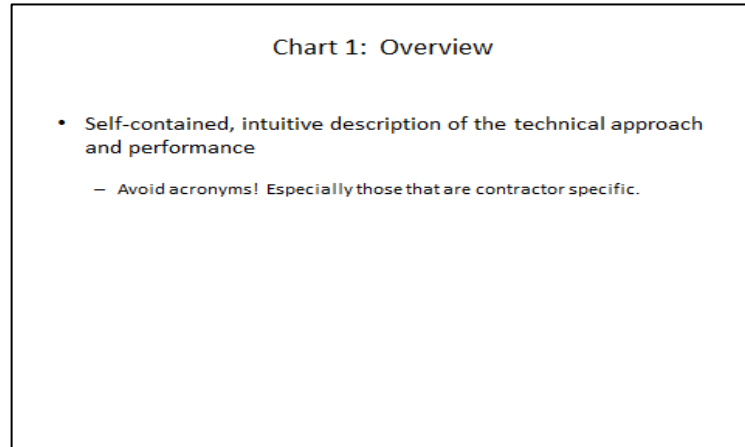 Chart 1: Overview
• Self-contained, intuitive description of the technical approach
and performance
– Avoid acronyms! Especially those that are contractor specific.